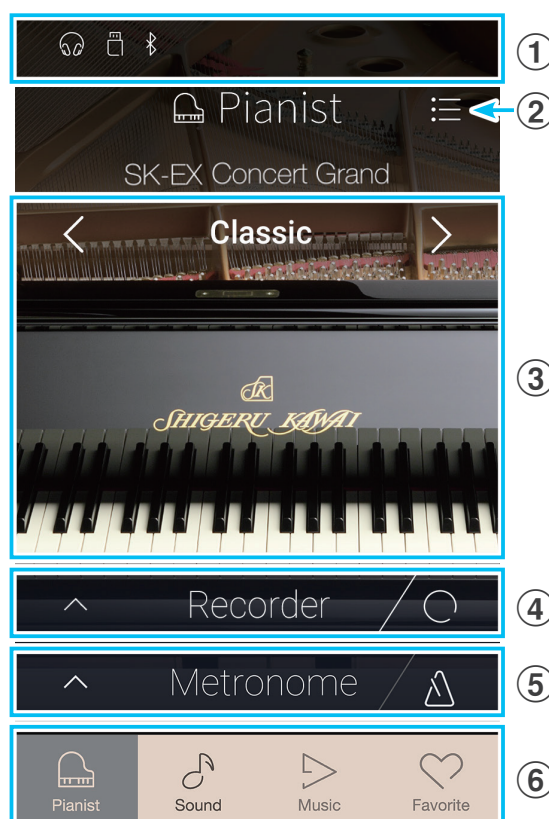 ①
Pianist
②
SK-EX Concert Grand
Classic
③
SK
SHIGERU KAWAI
Recorder
④
Metronome
⑤
Pianist Sound Music Favorite
⑥